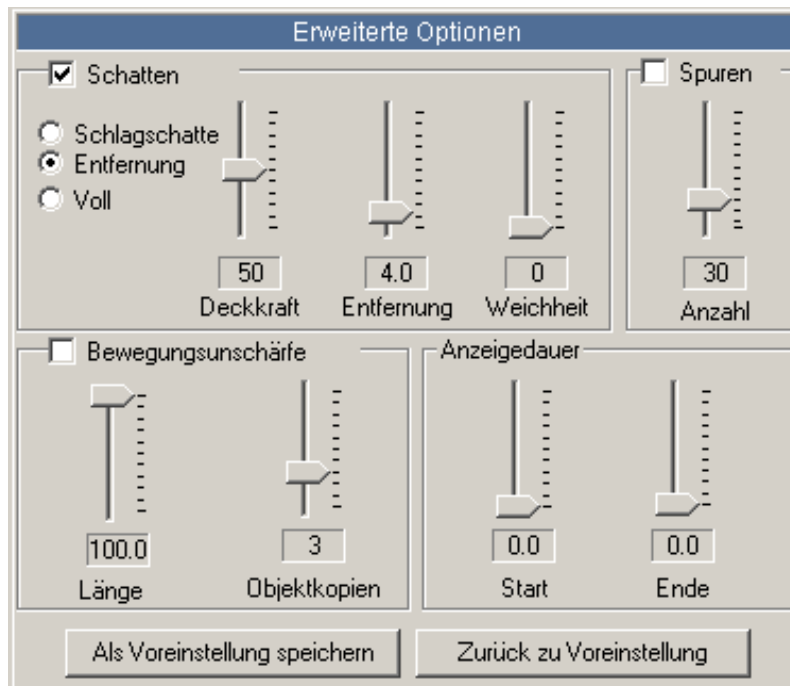 Erweiterte Optionen
Schatten
Schlagschatte
Entfernung
Voll
50
4.0
0
Deckkraft
Entfernung
Weichheit
Spuren
30
Anzahl
Bewegungsunschärfe
100.0
3
Länge
Objektkopien
Anzeigedauer
0.0
0.0
Start
Ende
Als Voreinstellung speichern
Zurück zu Voreinstellung